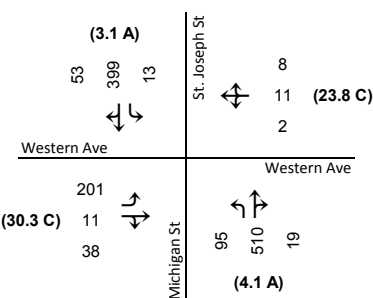 (3.1 A)
53 399 13
St. Joseph St
8
11 (23.8 C)
2
Western Ave
Western Ave
201
(30.3 C) 11
38
Michigan St
95 510 19
(4.1 A)